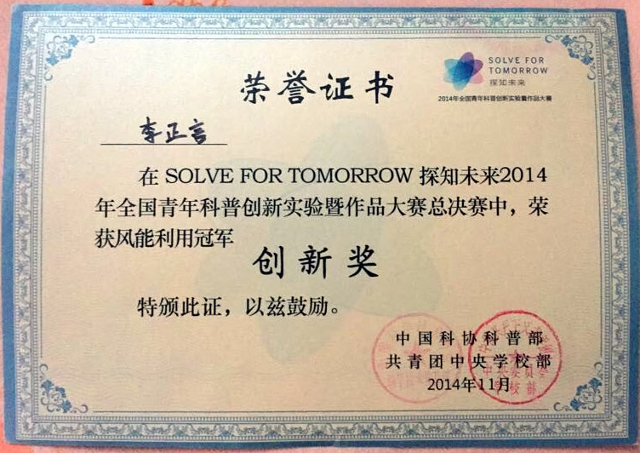 SOLVE FOR
TOMORROW
探知未来
2014年全国青年科普创新实验暨作品大赛
荣誉证书
李正言
在 SOLVE FOR TOMORROW 探知未来2014
年全国青年科普创新实验暨作品大赛总决赛中，荣
获风能利用冠军
创新奖
特颁此证，以兹鼓励。
中国科协科普部
共青团中央学校部
2014年11月